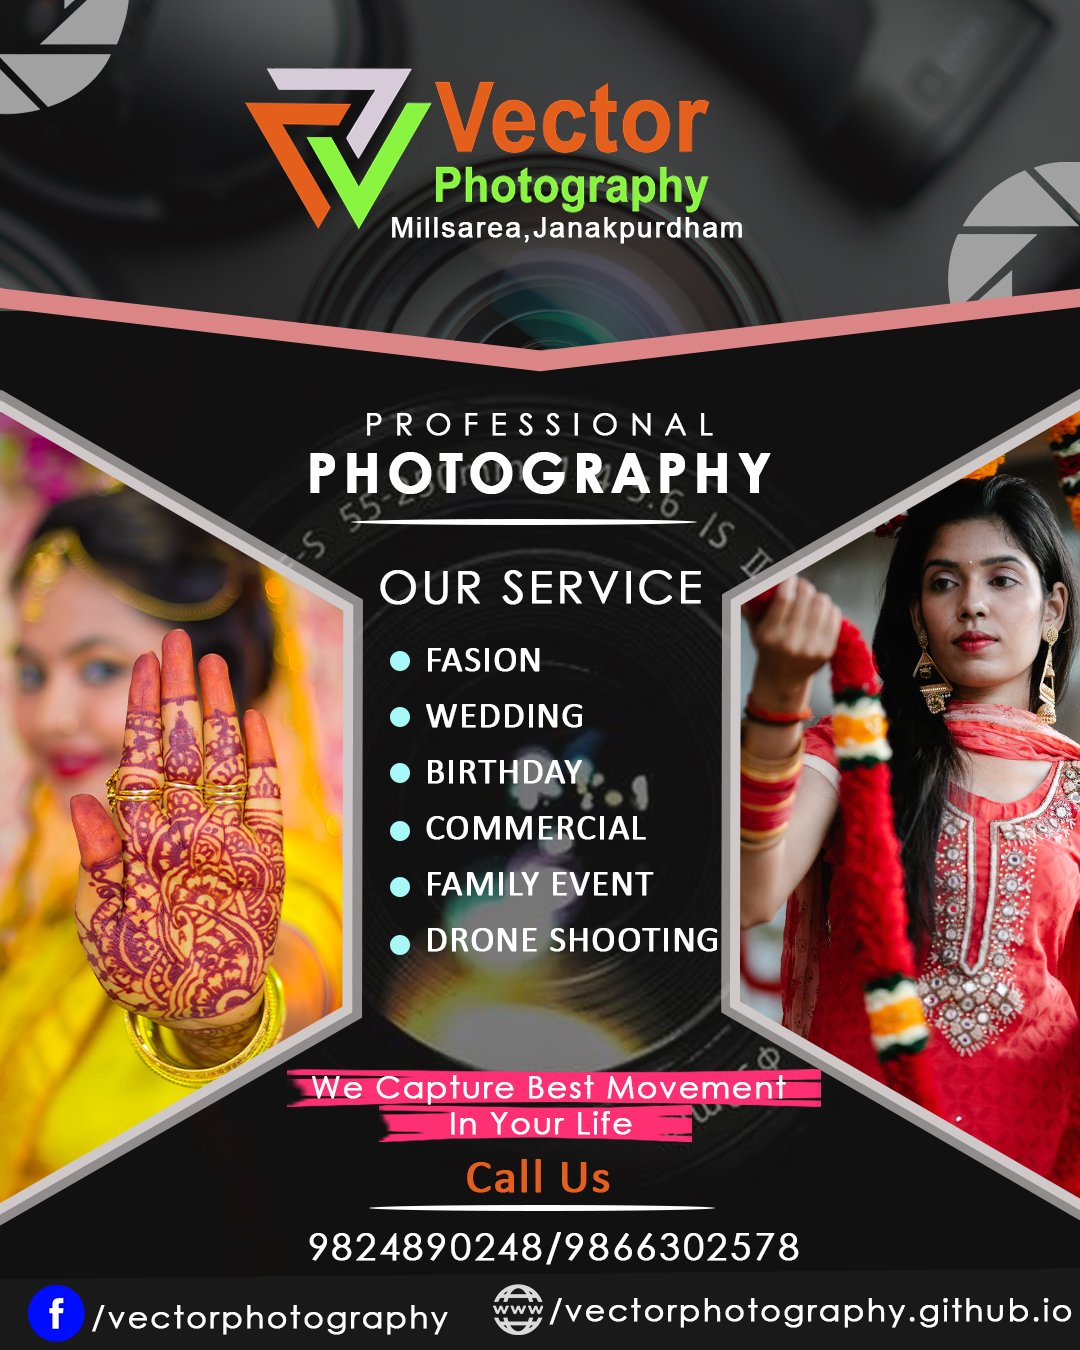 Vector
Photography
Millsarea,Janakpurdham
PROFESSIONAL
PHOTOGRAPHY
OUR SERVICE
FASION
WEDDING
BIRTHDAY
COMMERCIAL
FAMILY EVENT
DRONE SHOOTING
We Capture Best Movement
In Your Life
Call Us
9824890248/9866302578
f /vectorphotography
www /vectorphotography.github.io